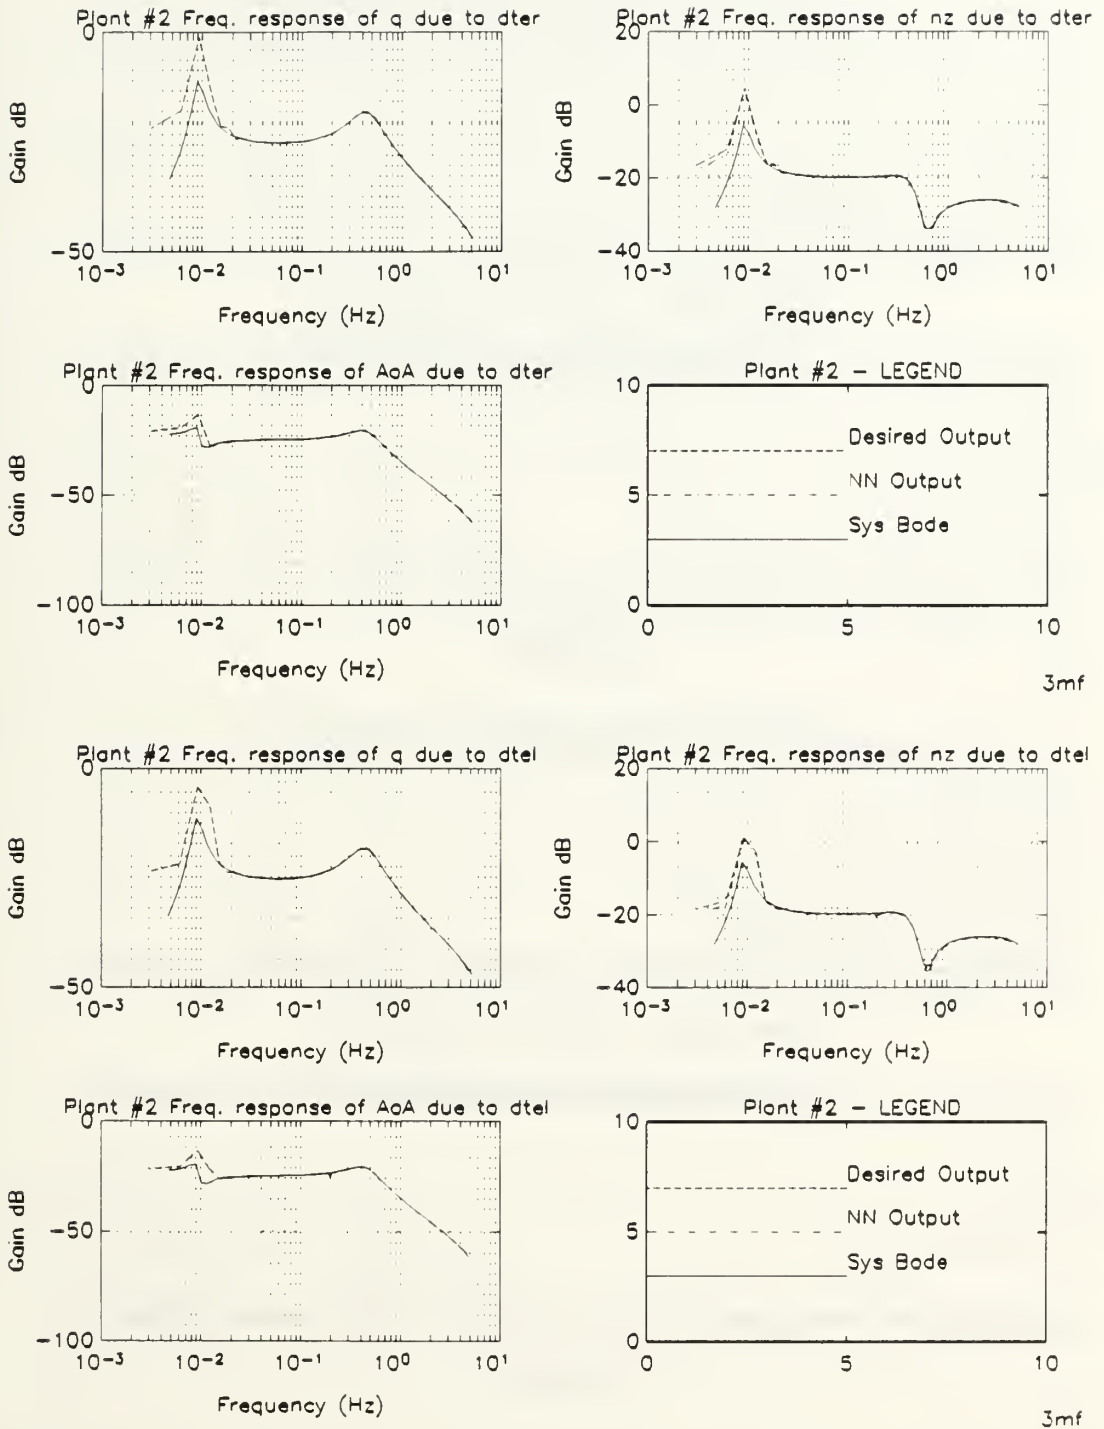 Plant #2 Freq. response of q due to dter
0
Gain dB
-50
10-3 10-2 10-1 100 101
Frequency (Hz)
Plant #2 Freq. response of nz due to dter
20
0
Gain dB
-20
-40
10-3 10-2 10-1 100 101
Frequency (Hz)
Plant #2 Freq. response of AoA due to dter
0
Gain dB
-50
-100
10-3 10-2 10-1 100 101
Frequency (Hz)
Plant #2 - LEGEND
10
Desired Output
5
NN Output
Sys Bode
0
0 5 10
3mf
Plant #2 Freq. response of q due to dtel
0
Gain dB
-50
10-3 10-2 10-1 100 101
Frequency (Hz)
Plant #2 Freq. response of nz due to dtel
20
0
Gain dB
-20
-40
10-3 10-2 10-1 100 101
Frequency (Hz)
Plant #2 Freq. response of AoA due to dtel
0
Gain dB
-50
-100
10-3 10-2 10-1 100 101
Frequency (Hz)
Plant #2 - LEGEND
10
Desired Output
NN Output
5
Sys Bode
0
0 5 10
3mf